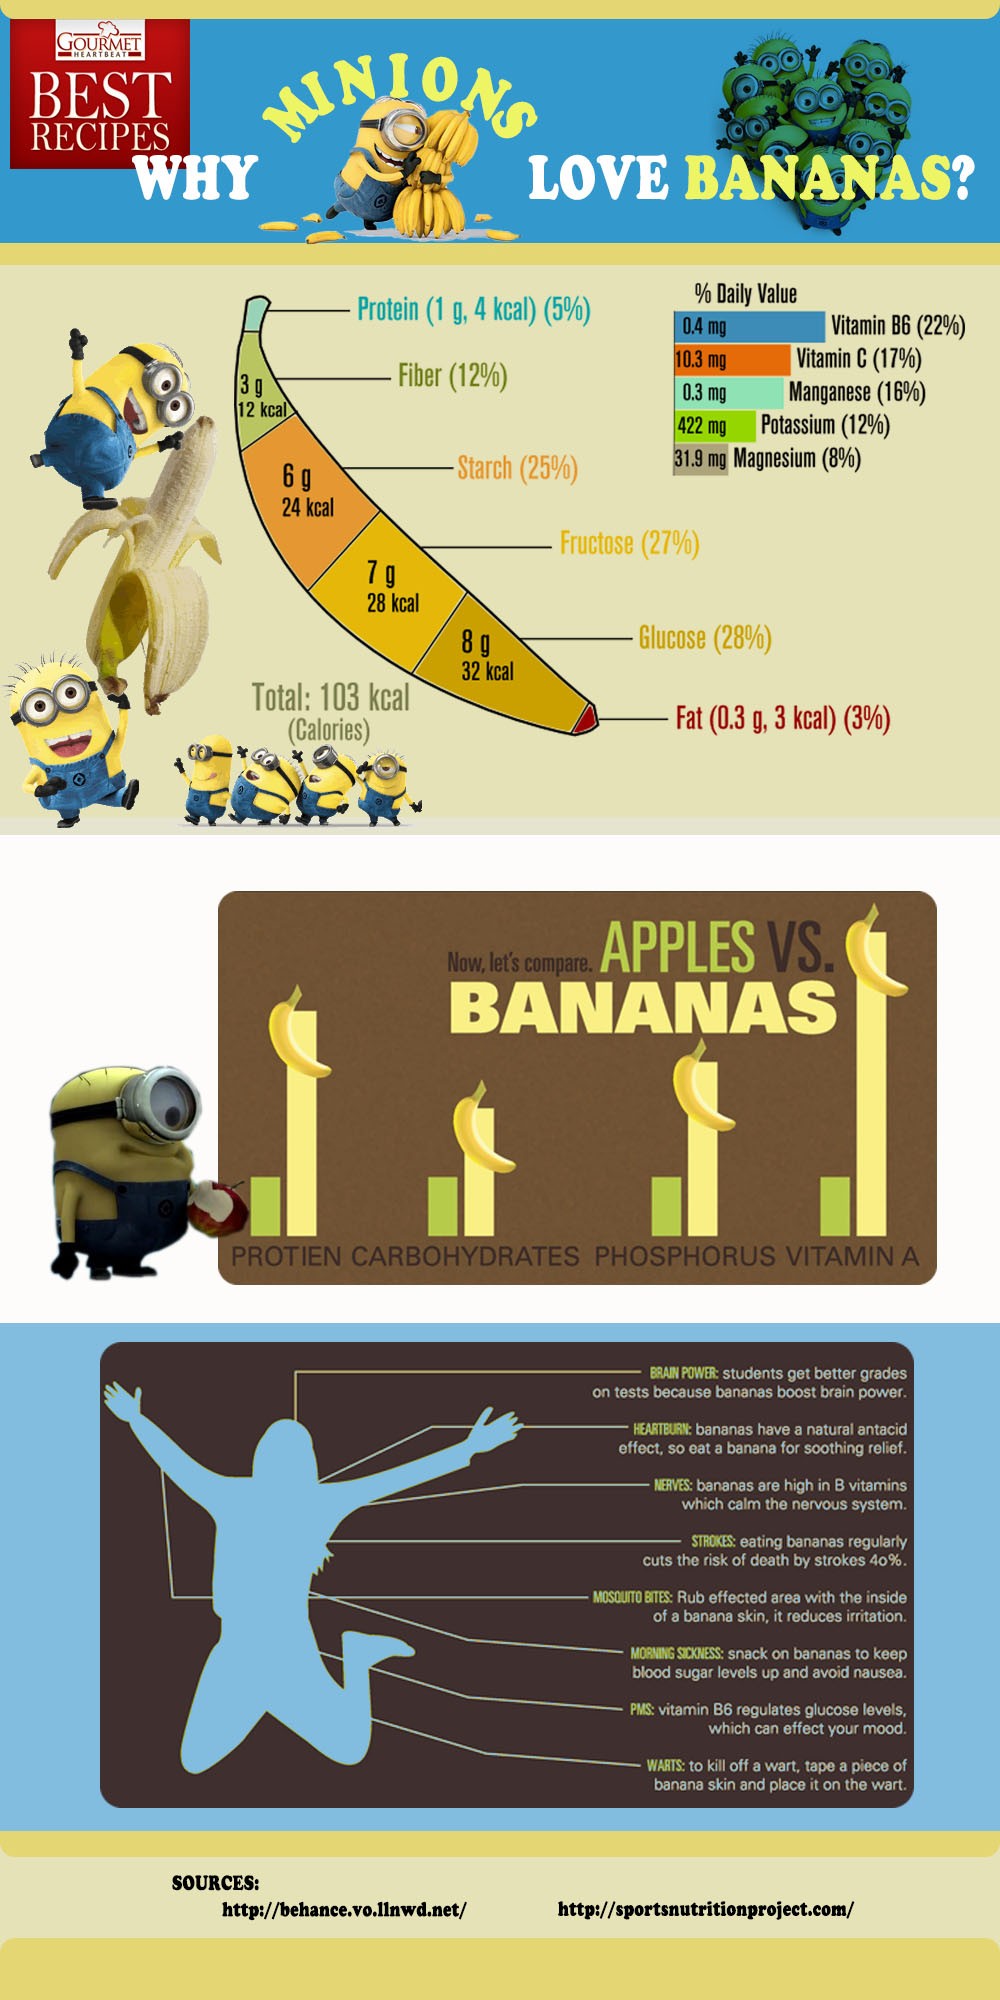 GOURMET
HEARTBEAT
BEST
RECIPES
WHY MINIONS LOVE BANANAS?
Protein (1 g, 4 kcal) (5%)
Fiber (12%)
3 g
12 kcal
Starch (25%)
6 g
24 kcal
Fructose (27%)
7 g
28 kcal
Glucose (28%)
8 g
32 kcal
Fat (0.3 g, 3 kcal) (3%)
Total: 103 kcal
(Calories)
% Daily Value
0.4 mg Vitamin B6 (22%)
10.3 mg Vitamin C (17%)
0.3 mg Manganese (16%)
422 mg Potassium (12%)
31.9 mg Magnesium (8%)
Now, let's compare. APPLES VS.
BANANAS
PROTIEN CARBOHYDRATES PHOSPHORUS VITAMIN A
BRAIN POWER: students get better grades
on tests because bananas boost brain power.
HEARTBURN: bananas have a natural antacid
effect, so eat a banana for soothing relief.
NERVES: bananas are high in B vitamins
which calm the nervous system.
STROKES: eating bananas regularly
cuts the risk of death by strokes 40%.
MOSQUITO BITES: Rub effected area with the inside
of a banana skin, it reduces irritation.
MORNING SICKNESS: snack on bananas to keep
blood sugar levels up and avoid nausea.
PMS: vitamin B6 regulates glucose levels,
which can effect your mood.
WARTS: to kill off a wart, tape a piece of
banana skin and place it on the wart.
SOURCES:
http://behance.vo.llnwd.net/ http://sportsnutritionproject.com/